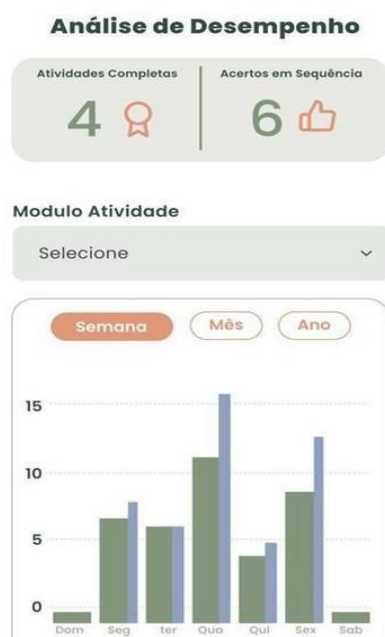 Análise de Desempenho
Atividades Completas Acertos em Sequência
4 6
Modulo Atividade
Selecione
Semana Mês Ano
15
10
5
0
Dom Seg ter Qua Qui Sex Sab